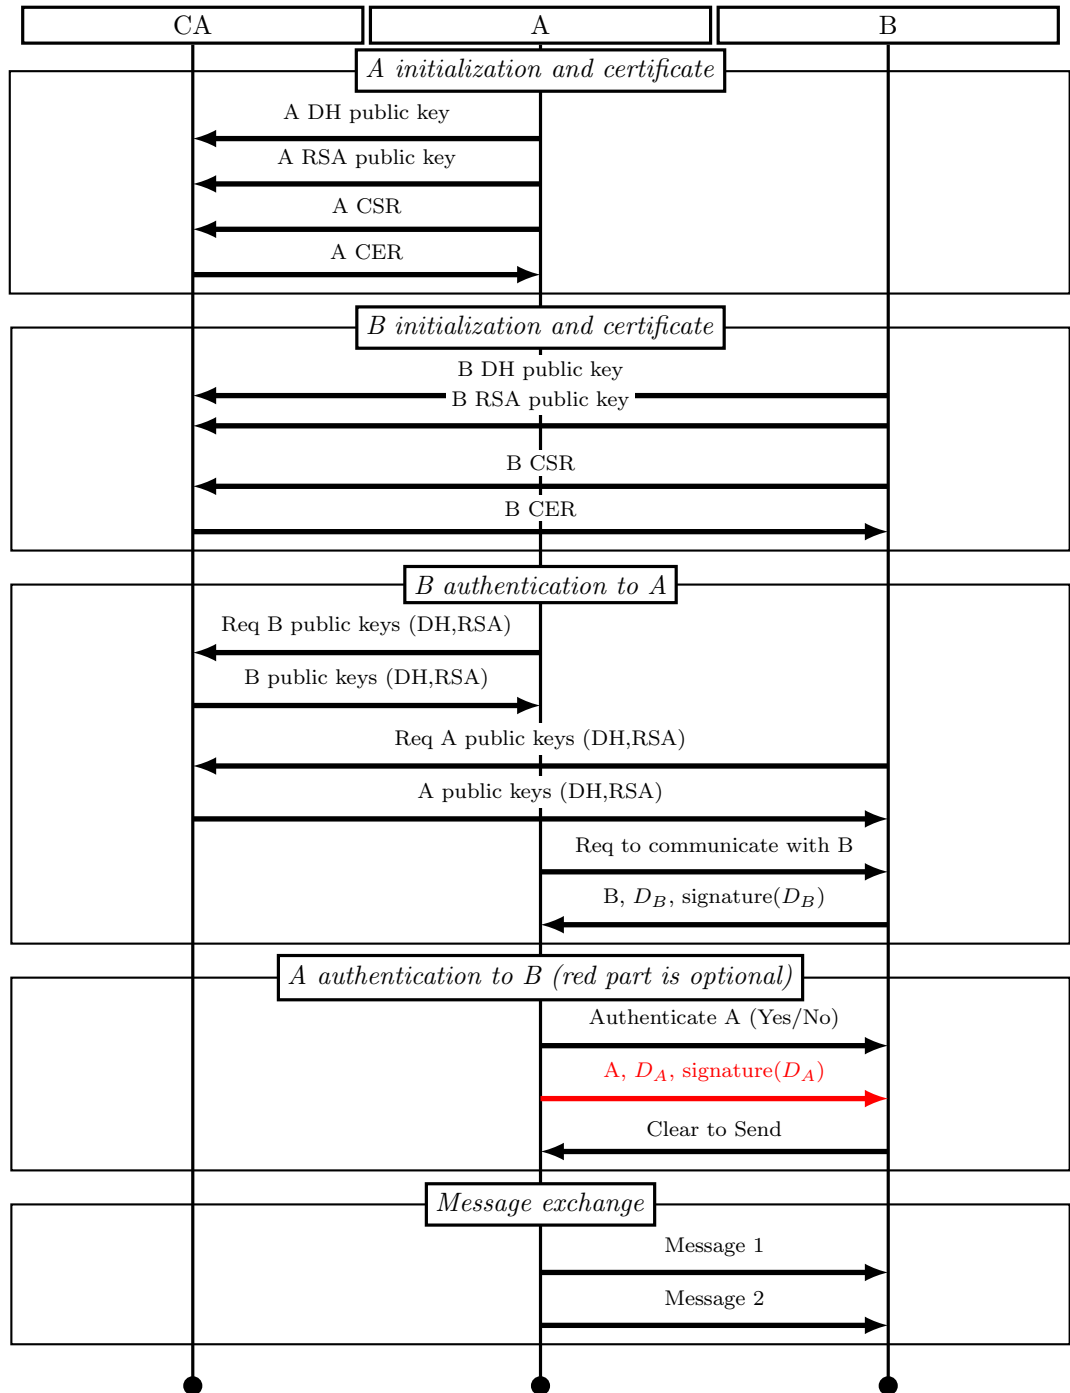 CA
A
B
A initialization and certificate
A DH public key
A RSA public key
A CSR
A CER
B initialization and certificate
B DH public key
B RSA public key
B CSR
B CER
B authentication to A
Req B public keys (DH,RSA)
B public keys (DH,RSA)
Req A public keys (DH,RSA)
A public keys (DH,RSA)
Req to communicate with B
B, D_B, signature(D_B)
A authentication to B (red part is optional)
Authenticate A (Yes/No)
A, D_A, signature(D_A)
Clear to Send
Message exchange
Message 1
Message 2